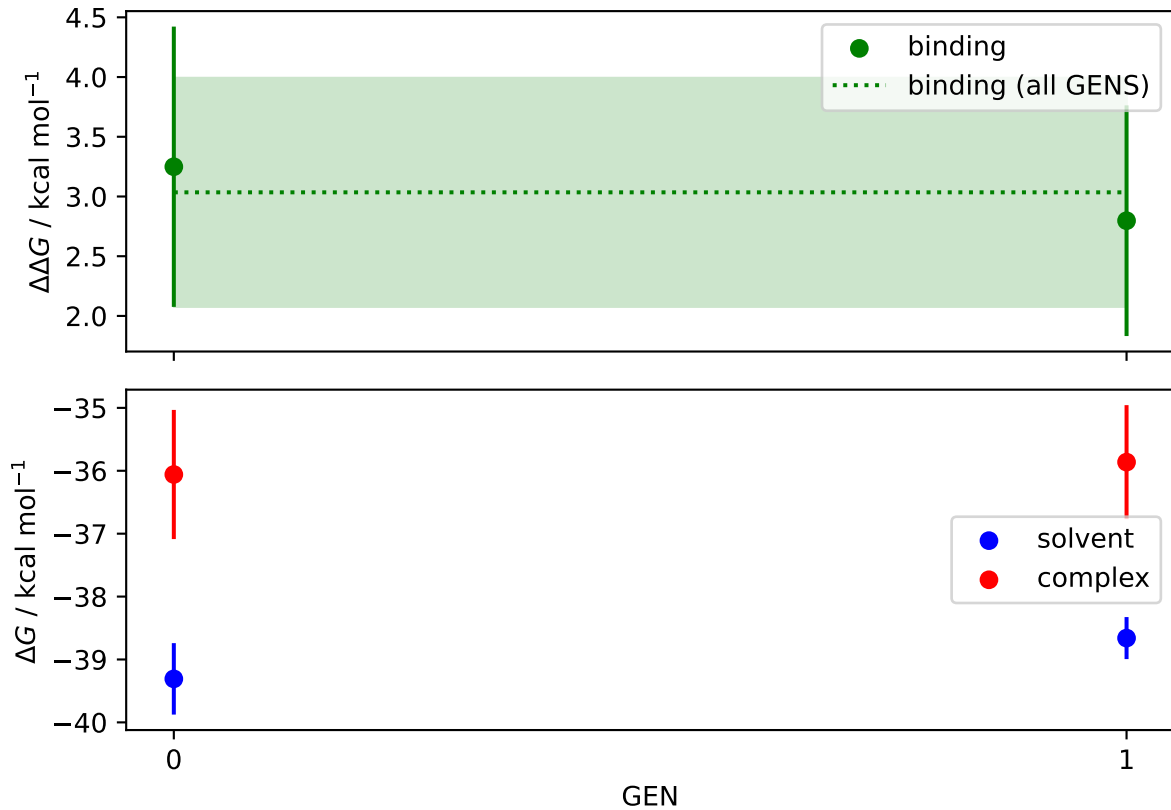 4.5
4.0
3.5
3.0
2.5
2.0
ΔΔG / kcal mol⁻¹
binding
binding (all GENS)
−35
−36
−37
−38
−39
−40
ΔG / kcal mol⁻¹
solvent
complex
0
1
GEN